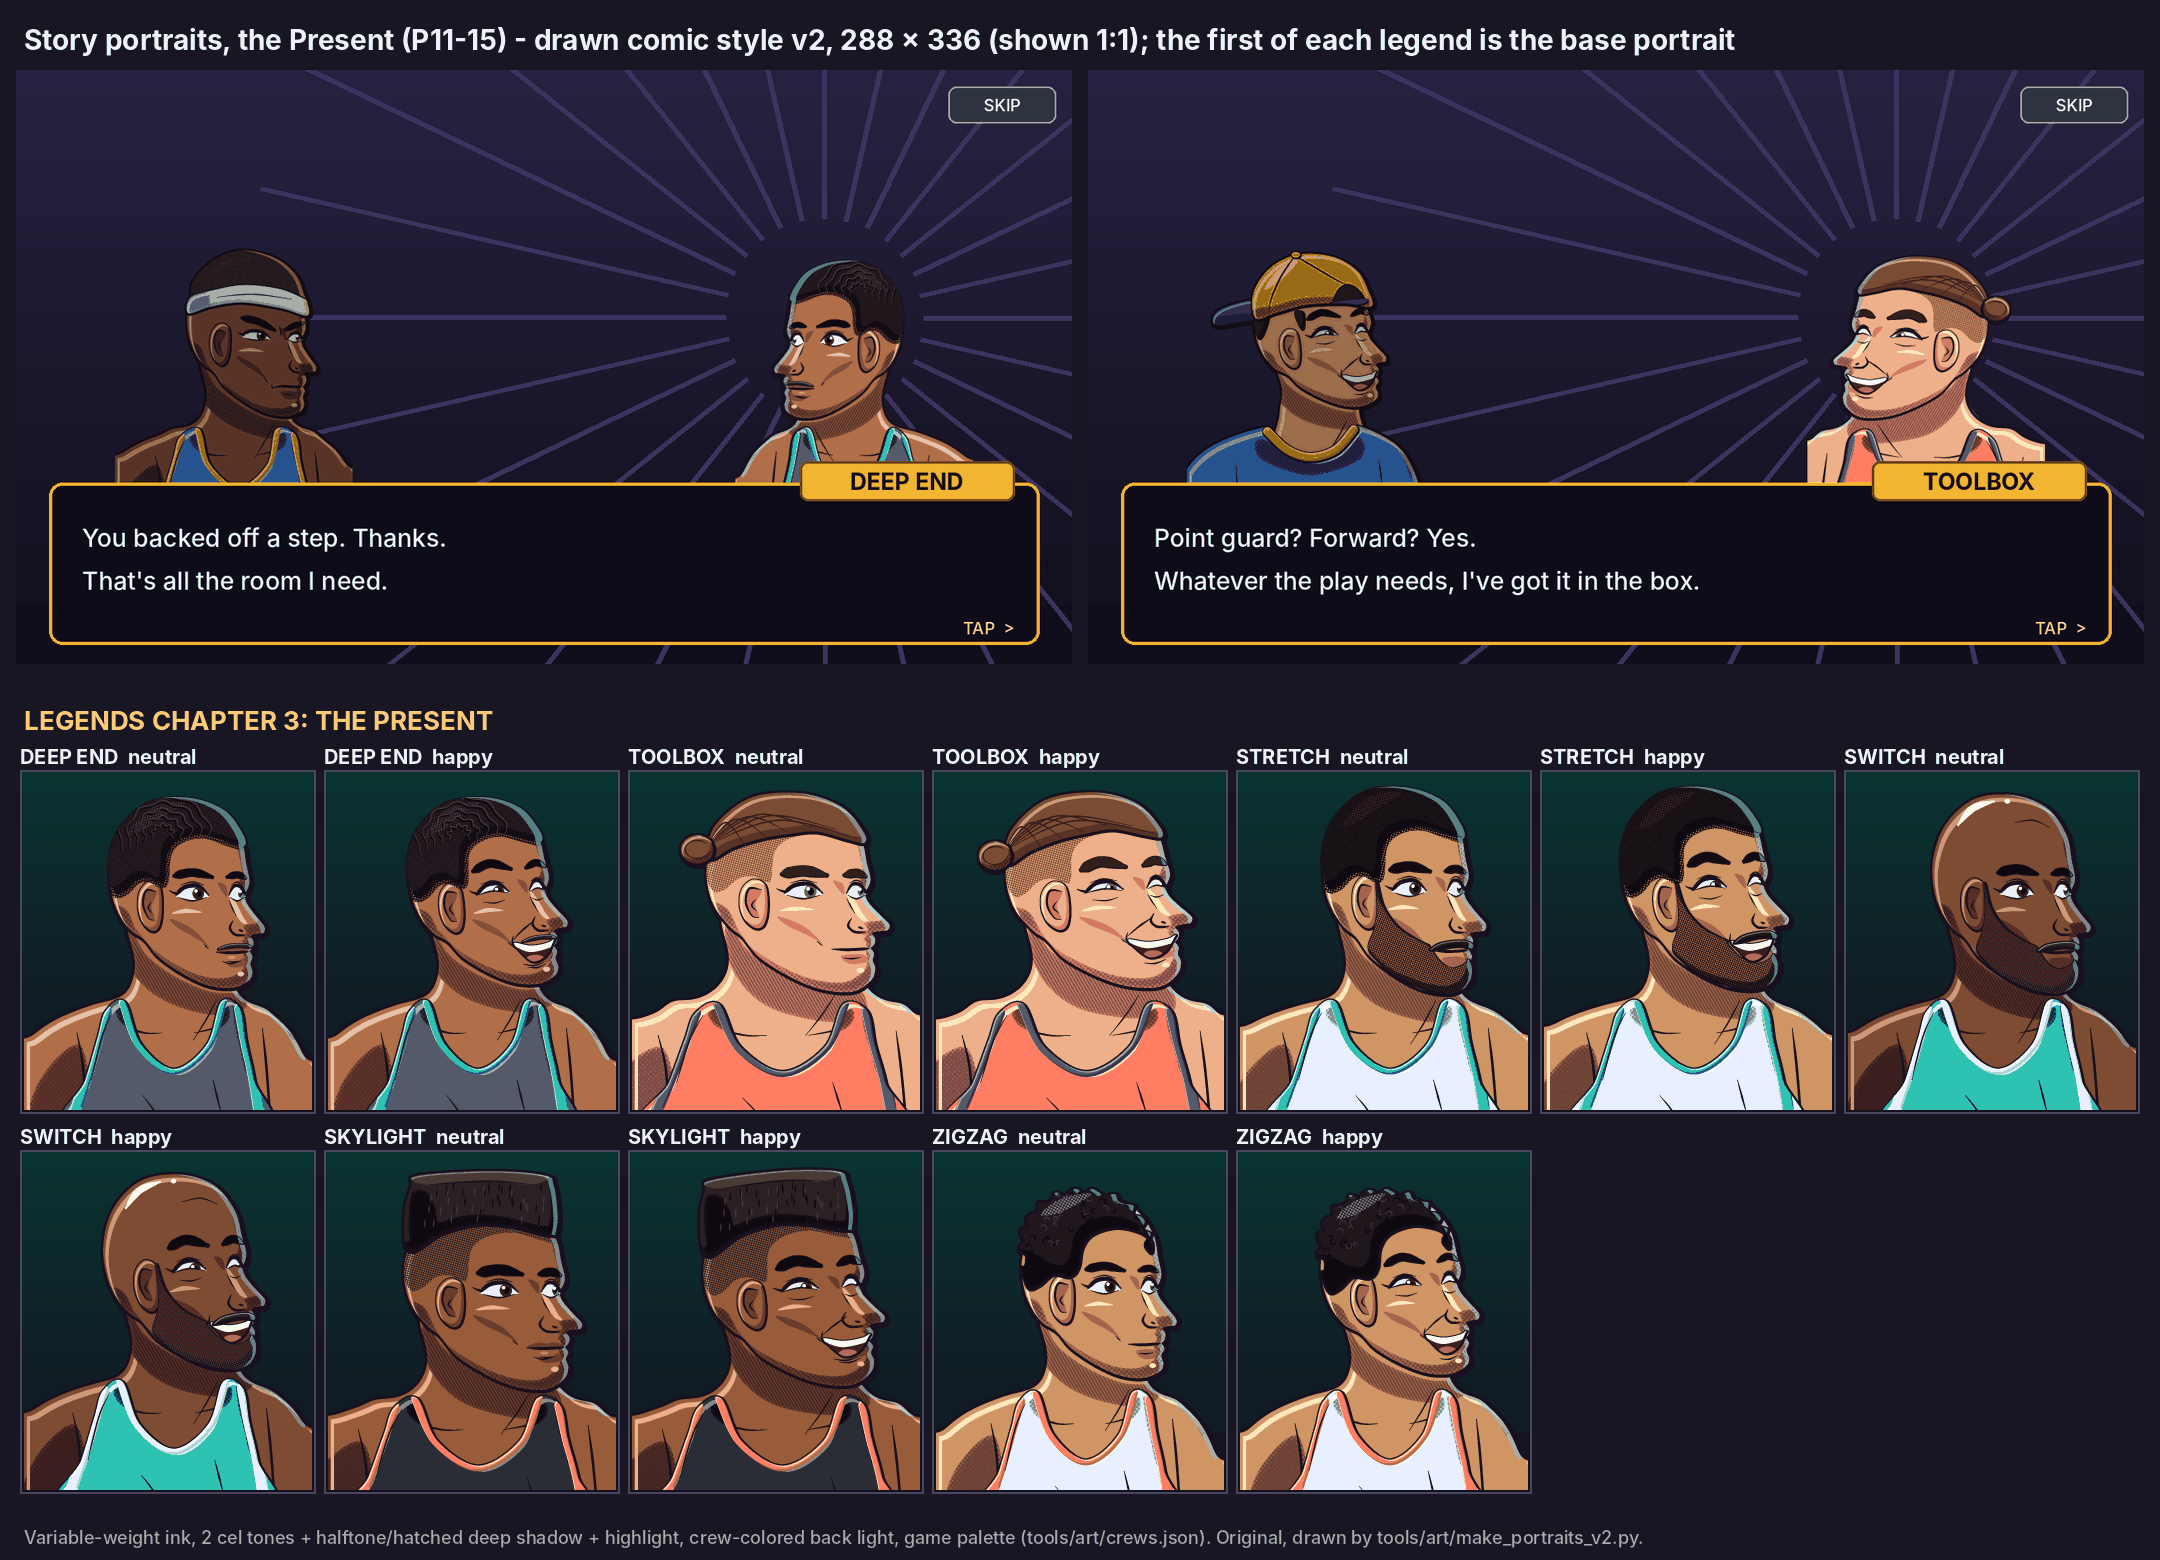 Story portraits, the Present (P11-15) - drawn comic style v2, 288 × 336 (shown 1:1); the first of each legend is the base portrait
SKIP
DEEP END
You backed off a step. Thanks.
That's all the room I need.
TAP >
SKIP
TOOLBOX
Point guard? Forward? Yes.
Whatever the play needs, I've got it in the box.
TAP >
LEGENDS CHAPTER 3: THE PRESENT
DEEP END neutral
DEEP END happy
TOOLBOX neutral
TOOLBOX happy
STRETCH neutral
STRETCH happy
SWITCH neutral
SWITCH happy
SKYLIGHT neutral
SKYLIGHT happy
ZIGZAG neutral
ZIGZAG happy
Variable-weight ink, 2 cel tones + halftone/hatched deep shadow + highlight, crew-colored back light, game palette (tools/art/crews.json). Original, drawn by tools/art/make_portraits_v2.py.